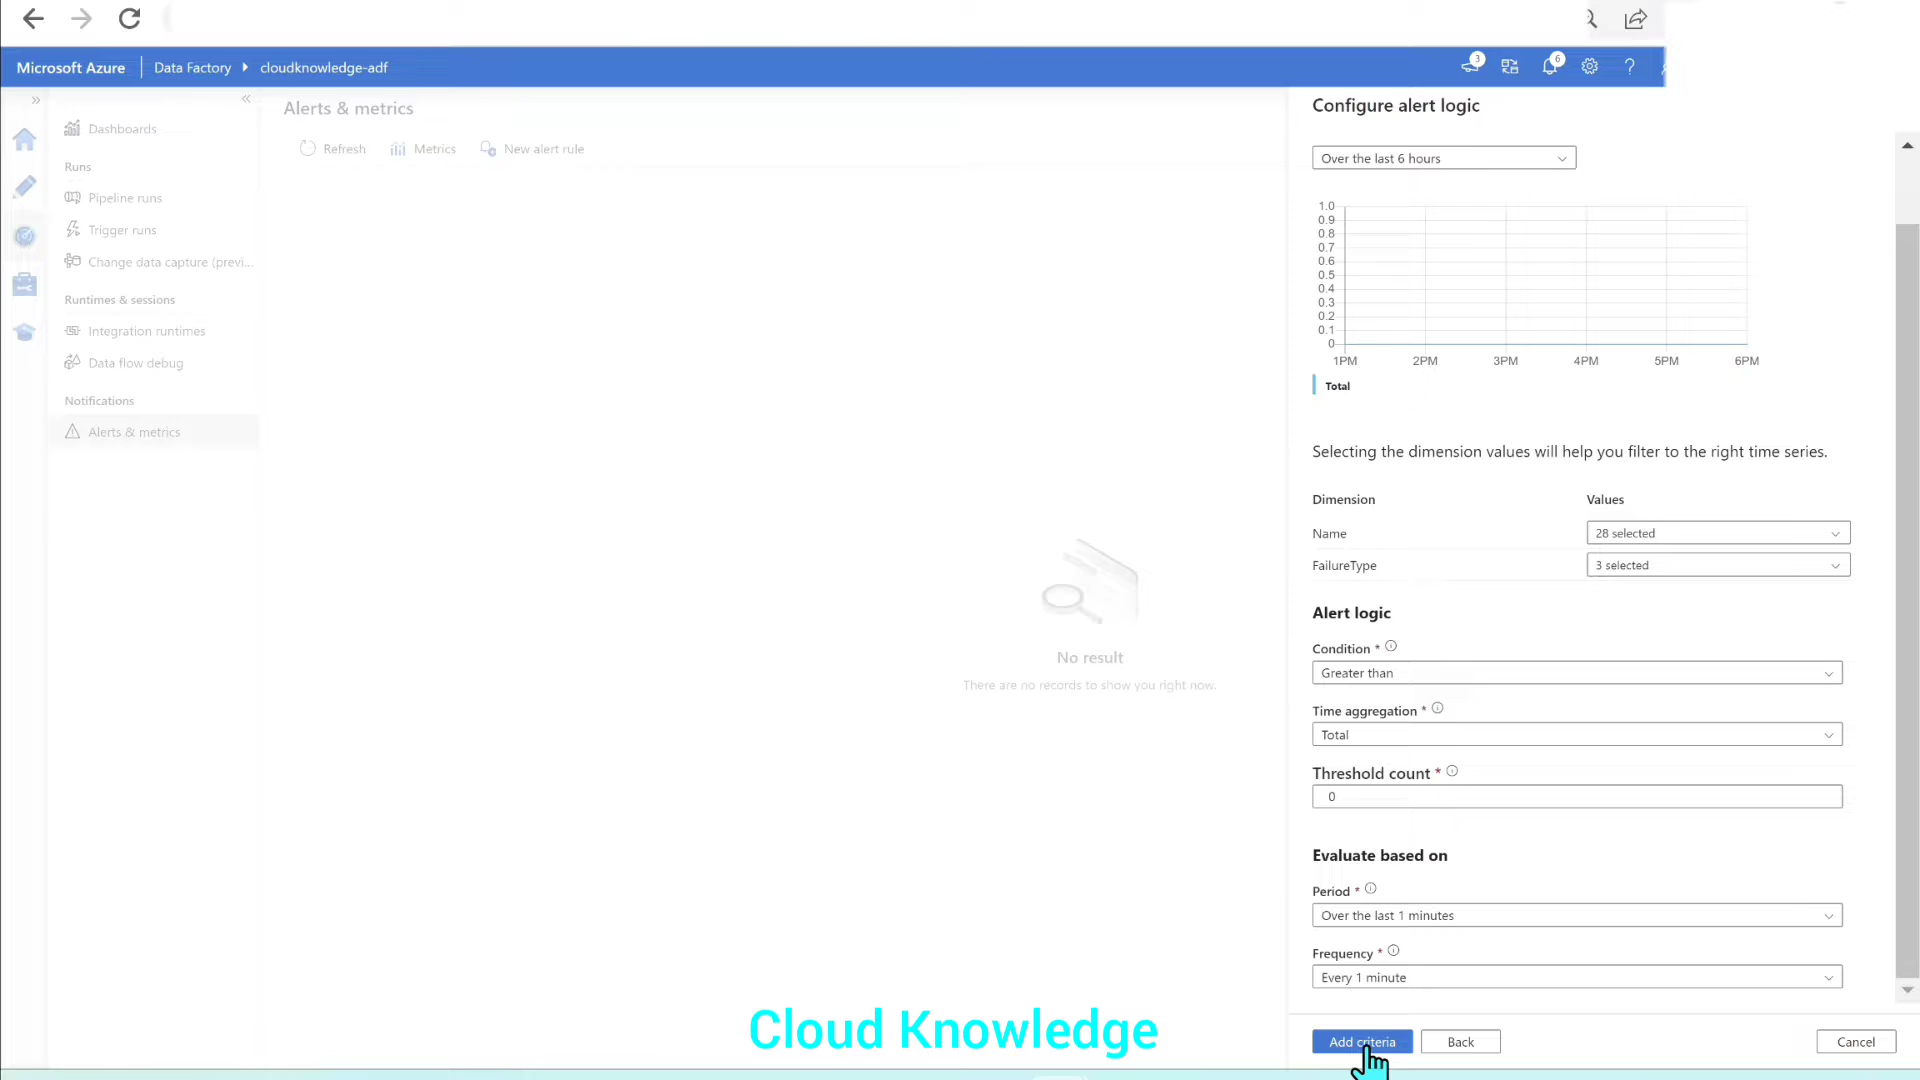 Microsoft Azure
Data Factory
cloudknowledge-adf
3
6
?
»
«
Dashboards
Runs
Pipeline runs
Trigger runs
Change data capture (previ...
Runtimes & sessions
Integration runtimes
Data flow debug
Notifications
Alerts & metrics
Alerts & metrics
Refresh
Metrics
New alert rule
No result
There are no records to show you right now.
Configure alert logic
Over the last 6 hours
1.0
0.9
0.8
0.7
0.6
0.5
0.4
0.3
0.2
0.1
0
1PM 2PM 3PM 4PM 5PM 6PM
Total
Selecting the dimension values will help you filter to the right time series.
Dimension Values
Name 28 selected
FailureType 3 selected
Alert logic
Condition *
Greater than
Time aggregation *
Total
Threshold count *
0
Evaluate based on
Period *
Over the last 1 minutes
Frequency *
Every 1 minute
Add criteria Back Cancel
Cloud Knowledge